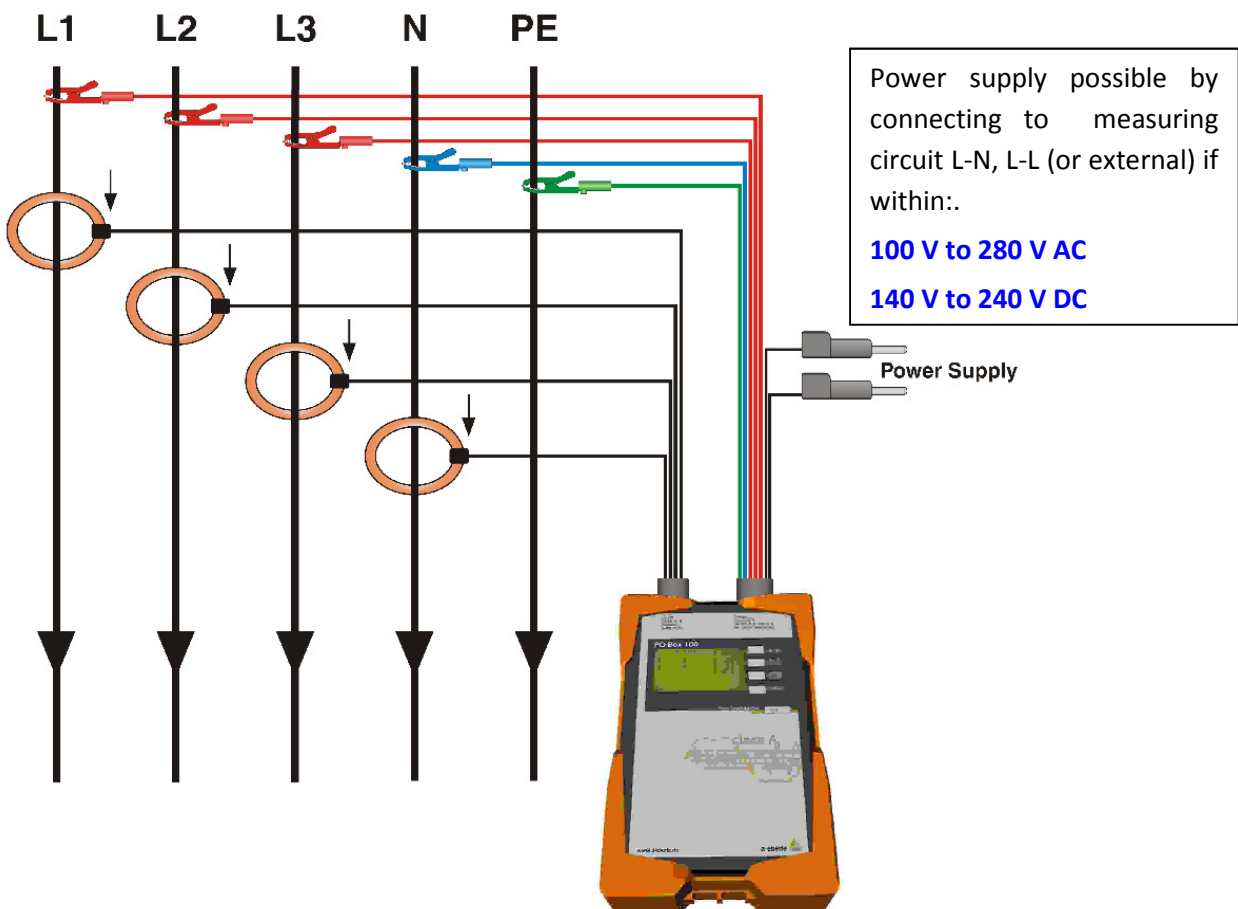 L1 L2 L3 N PE
Power supply possible by
connecting to measuring
circuit L-N, L-L (or external) if
within:.
100 V to 280 V AC
140 V to 240 V DC
Power Supply
PQ-Box 100
a-eberle